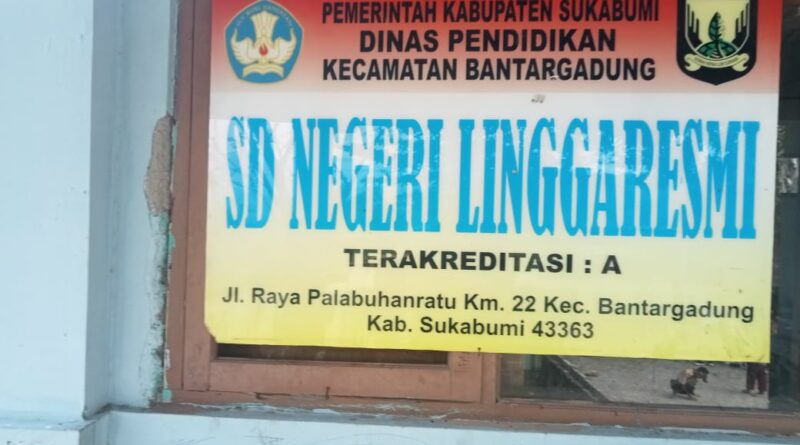 PEMERINTAH KABUPATEN SUKABUMI
DINAS PENDIDIKAN
KECAMATAN BANTARGADUNG
SD NEGERI LINGGARESMI
TERAKREDITASI : A
Jl. Raya Palabuhanratu Km. 22 Kec. Bantargadung
Kab. Sukabumi 43363